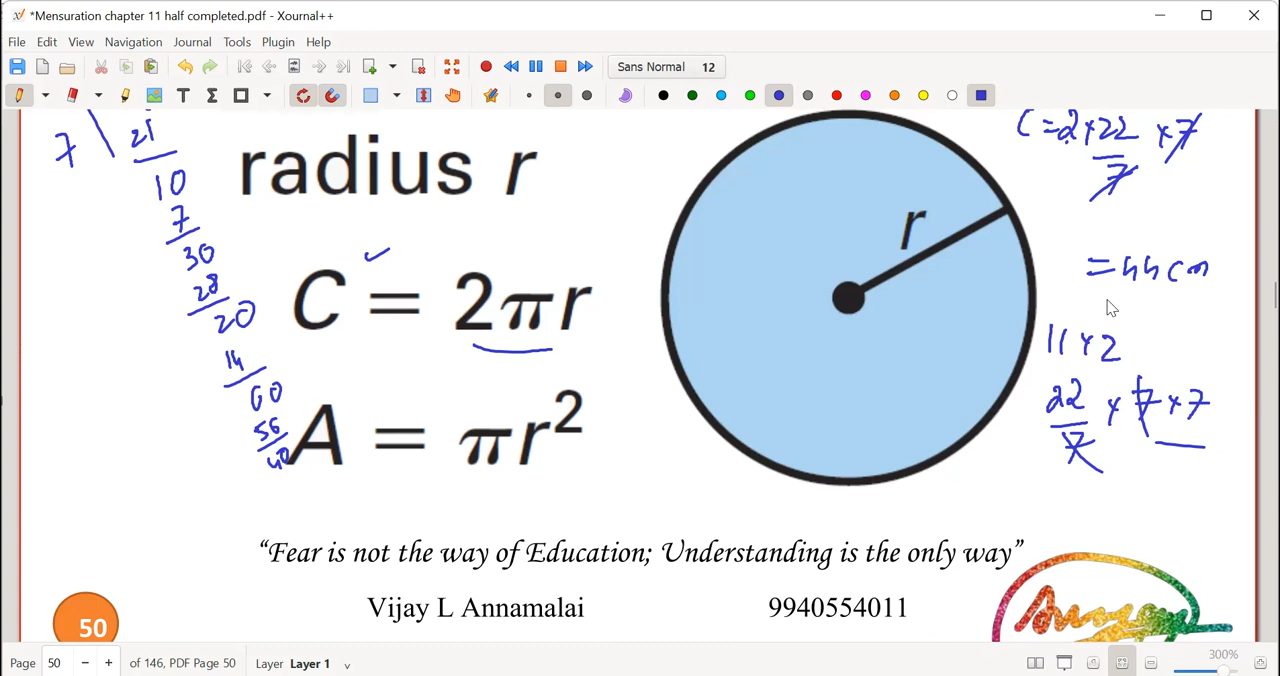 *Mensuration chapter 11 half completed.pdf - Xournal++
File Edit View Navigation Journal Tools Plugin Help
Sans Normal 12
7
21
10
7
30
28
20
14
60
56
40
radius r
C = 2πr
A = πr²
r
C = 2 × 22 × 7
7
= 44 cm
11 × 2
22 × 7 × 7
7
“Fear is not the way of Education; Understanding is the only way”
Vijay L Annamalai 9940554011
50
Page 50 - + of 146, PDF Page 50 Layer Layer 1 300%